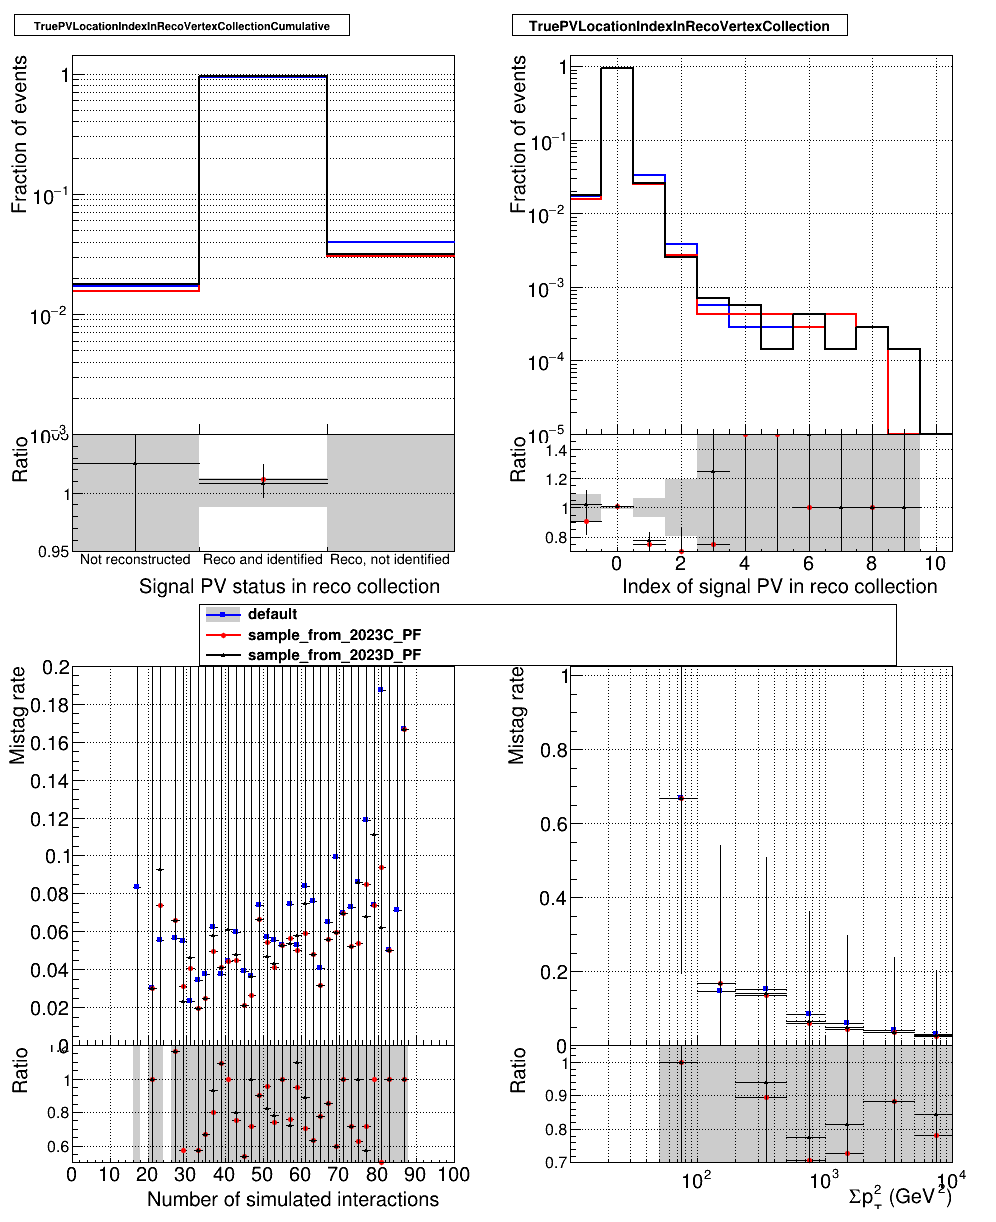 TruePVLocationIndexInRecoVertexCollectionCumulative
TruePVLocationIndexInRecoVertexCollection
Fraction of events
1
10−1
10−2
10−3
Ratio
1
0.95
Not reconstructed
Reco and identified
Reco, not identified
Signal PV status in reco collection
Fraction of events
1
10−1
10−2
10−3
10−4
10−5
Ratio
1.4
1.2
1
0.8
0 2 4 6 8 10
Index of signal PV in reco collection
default
sample_from_2023C_PF
sample_from_2023D_PF
Mistag rate
0.2
0.18
0.16
0.14
0.12
0.1
0.08
0.06
0.04
0.02
0
Ratio
1
0.8
0.6
0 10 20 30 40 50 60 70 80 90 100
Number of simulated interactions
Mistag rate
1
0.8
0.6
0.4
0.2
0
Ratio
1
0.9
0.8
0.7
10² 10³ 10⁴
Σp²T (GeV²)